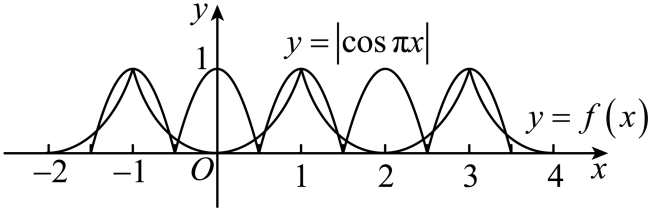 y
y = |cos πx|
1
y = f(x)
−2 −1 O 1 2 3 4 x